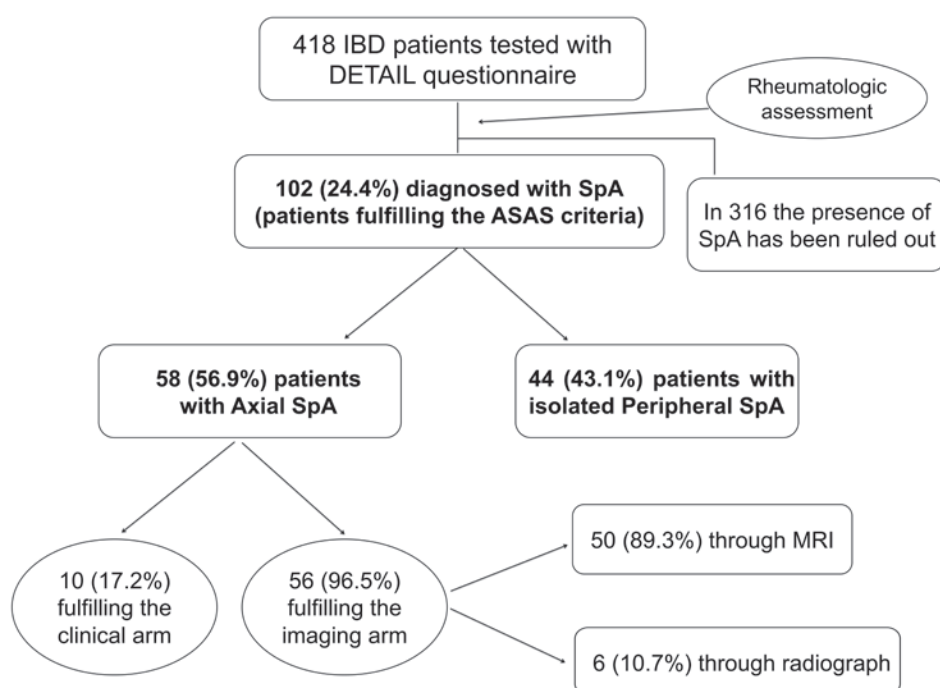 418 IBD patients tested with
DETAIL questionnaire
Rheumatologic
assessment
102 (24.4%) diagnosed with SpA
(patients fulfilling the ASAS criteria)
In 316 the presence of
SpA has been ruled out
58 (56.9%) patients
with Axial SpA
44 (43.1%) patients with
isolated Peripheral SpA
10 (17.2%)
fulfilling the
clinical arm
56 (96.5%)
fulfilling the
imaging arm
50 (89.3%) through MRI
6 (10.7%) through radiograph